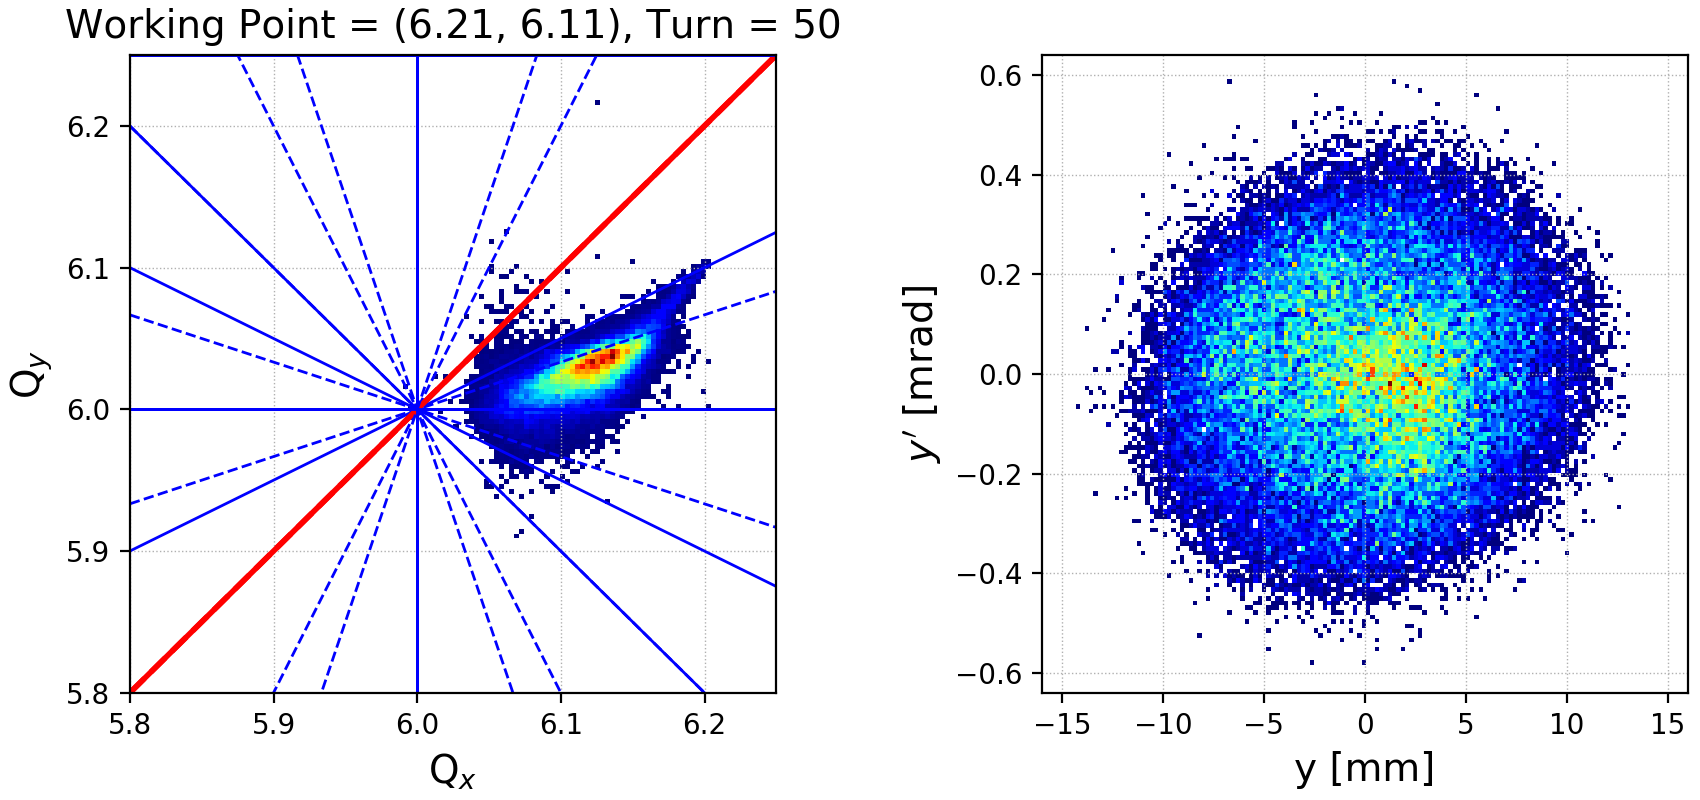 Working Point = (6.21, 6.11), Turn = 50
6.2
6.1
6.0
5.9
5.8
Q_y
5.8 5.9 6.0 6.1 6.2
Q_x
0.6
0.4
0.2
0.0
−0.2
−0.4
−0.6
y′ [mrad]
−15 −10 −5 0 5 10 15
y [mm]